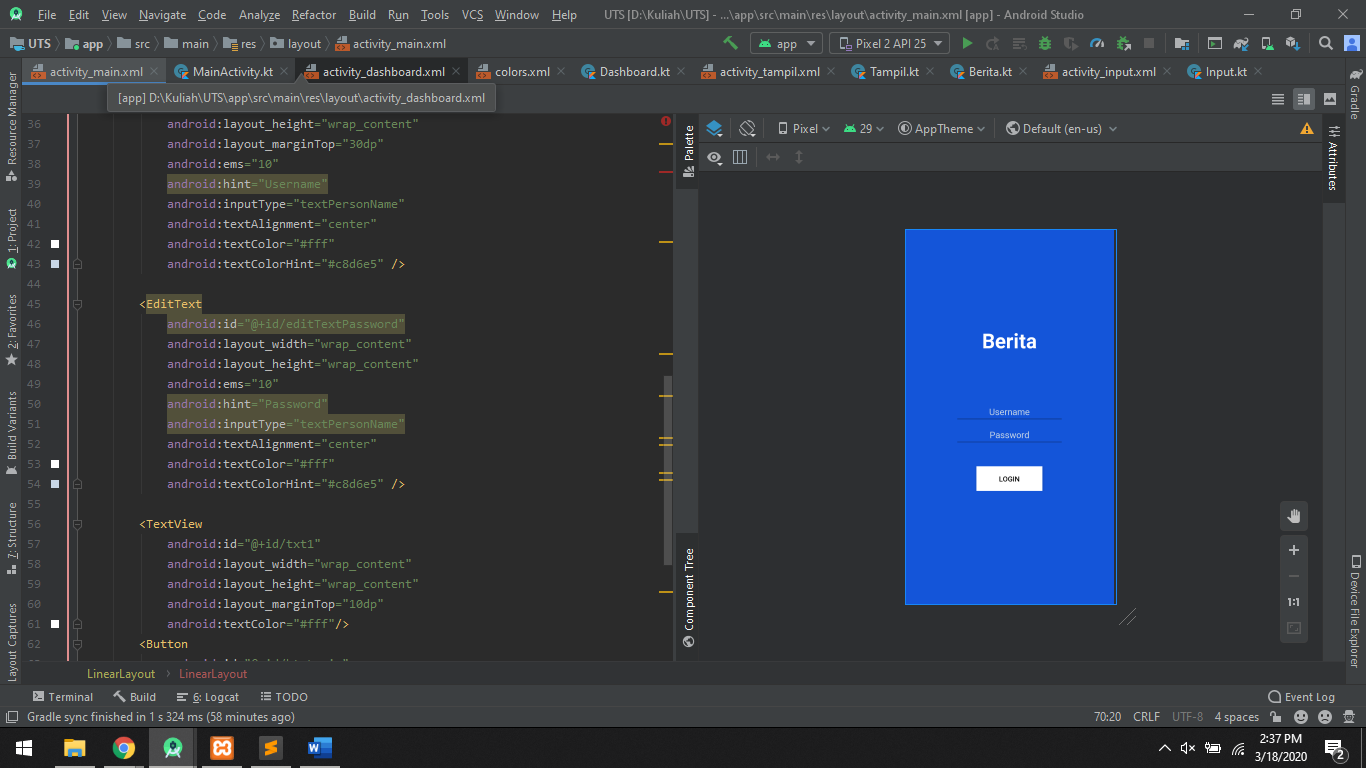 File Edit View Navigate Code Analyze Refactor Build Run Tools VCS Window Help UTS [D:\Kuliah\UTS] - ...\app\src\main\res\layout\activity_main.xml [app] - Android Studio
UTS app src main res layout activity_main.xml app Pixel 2 API 25
activity_main.xml MainActivity.kt activity_dashboard.xml colors.xml Dashboard.kt activity_tampil.xml Tampil.kt Berita.kt activity_input.xml Input.kt
[app] D:\Kuliah\UTS\app\src\main\res\layout\activity_dashboard.xml
Resource Manager
1: Project
2: Favorites
Build Variants
7: Structure
Layout Captures
36 android:layout_height="wrap_content"
37 android:layout_marginTop="30dp"
38 android:ems="10"
39 android:hint="Username"
40 android:inputType="textPersonName"
41 android:textAlignment="center"
42 android:textColor="#fff"
43 android:textColorHint="#c8d6e5" />
44
45 <EditText
46 android:id="@+id/editTextPassword"
47 android:layout_width="wrap_content"
48 android:layout_height="wrap_content"
49 android:ems="10"
50 android:hint="Password"
51 android:inputType="textPersonName"
52 android:textAlignment="center"
53 android:textColor="#fff"
54 android:textColorHint="#c8d6e5" />
55
56 <TextView
57 android:id="@+id/txt1"
58 android:layout_width="wrap_content"
59 android:layout_height="wrap_content"
60 android:layout_marginTop="10dp"
61 android:textColor="#fff"/>
62 <Button
Palette
Component Tree
Pixel 29 AppTheme Default (en-us)
Berita
Username
Password
LOGIN
1:1
Gradle
Attributes
Device File Explorer
LinearLayout LinearLayout
Terminal Build 6: Logcat TODO Event Log
Gradle sync finished in 1 s 324 ms (58 minutes ago) 70:20 CRLF UTF-8 4 spaces
2:37 PM
3/18/2020
2